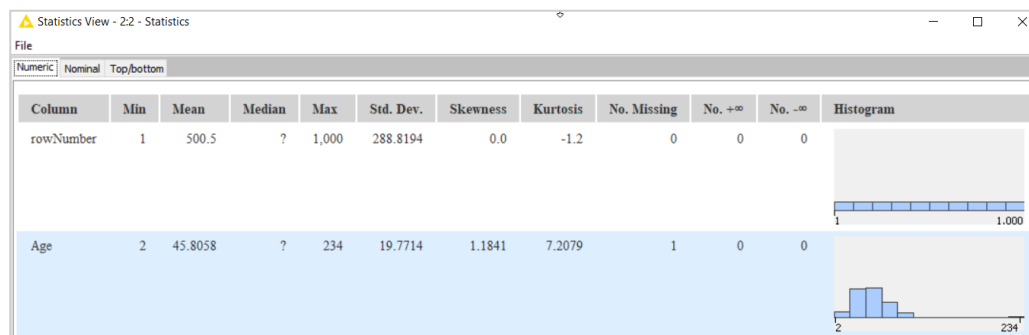 Statistics View - 2:2 - Statistics
File
Numeric Nominal Top/bottom
Column Min Mean Median Max Std. Dev. Skewness Kurtosis No. Missing No. +∞ No. -∞ Histogram
rowNumber 1 500.5 ? 1,000 288.8194 0.0 -1.2 0 0 0
1 1.000
Age 2 45.8058 ? 234 19.7714 1.1841 7.2079 1 0 0
2 234